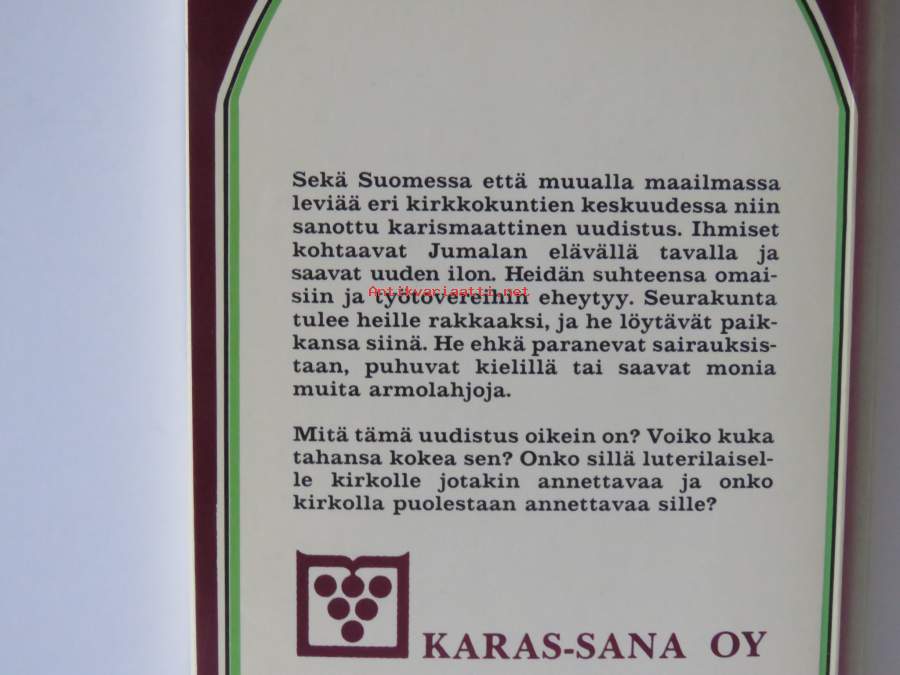 Sekä Suomessa että muualla maailmassa
leviää eri kirkkokuntien keskuudessa niin
sanottu karismaattinen uudistus. Ihmiset
kohtaavat Jumalan elävällä tavalla ja
saavat uuden ilon. Heidän suhteensa omai-
siin ja työtovereihin eheytyy. Seurakunta
Antikvariaatti.net
tulee heille rakkaaksi, ja he löytävät paik-
kansa siinä. He ehkä paranevat sairauksis-
taan, puhuvat kielillä tai saavat monia
muita armolahjoja.
Mitä tämä uudistus oikein on? Voiko kuka
tahansa kokea sen? Onko sillä luterilaisel-
le kirkolle jotakin annettavaa ja onko
kirkolla puolestaan annettavaa sille?
KARAS-SANA OY